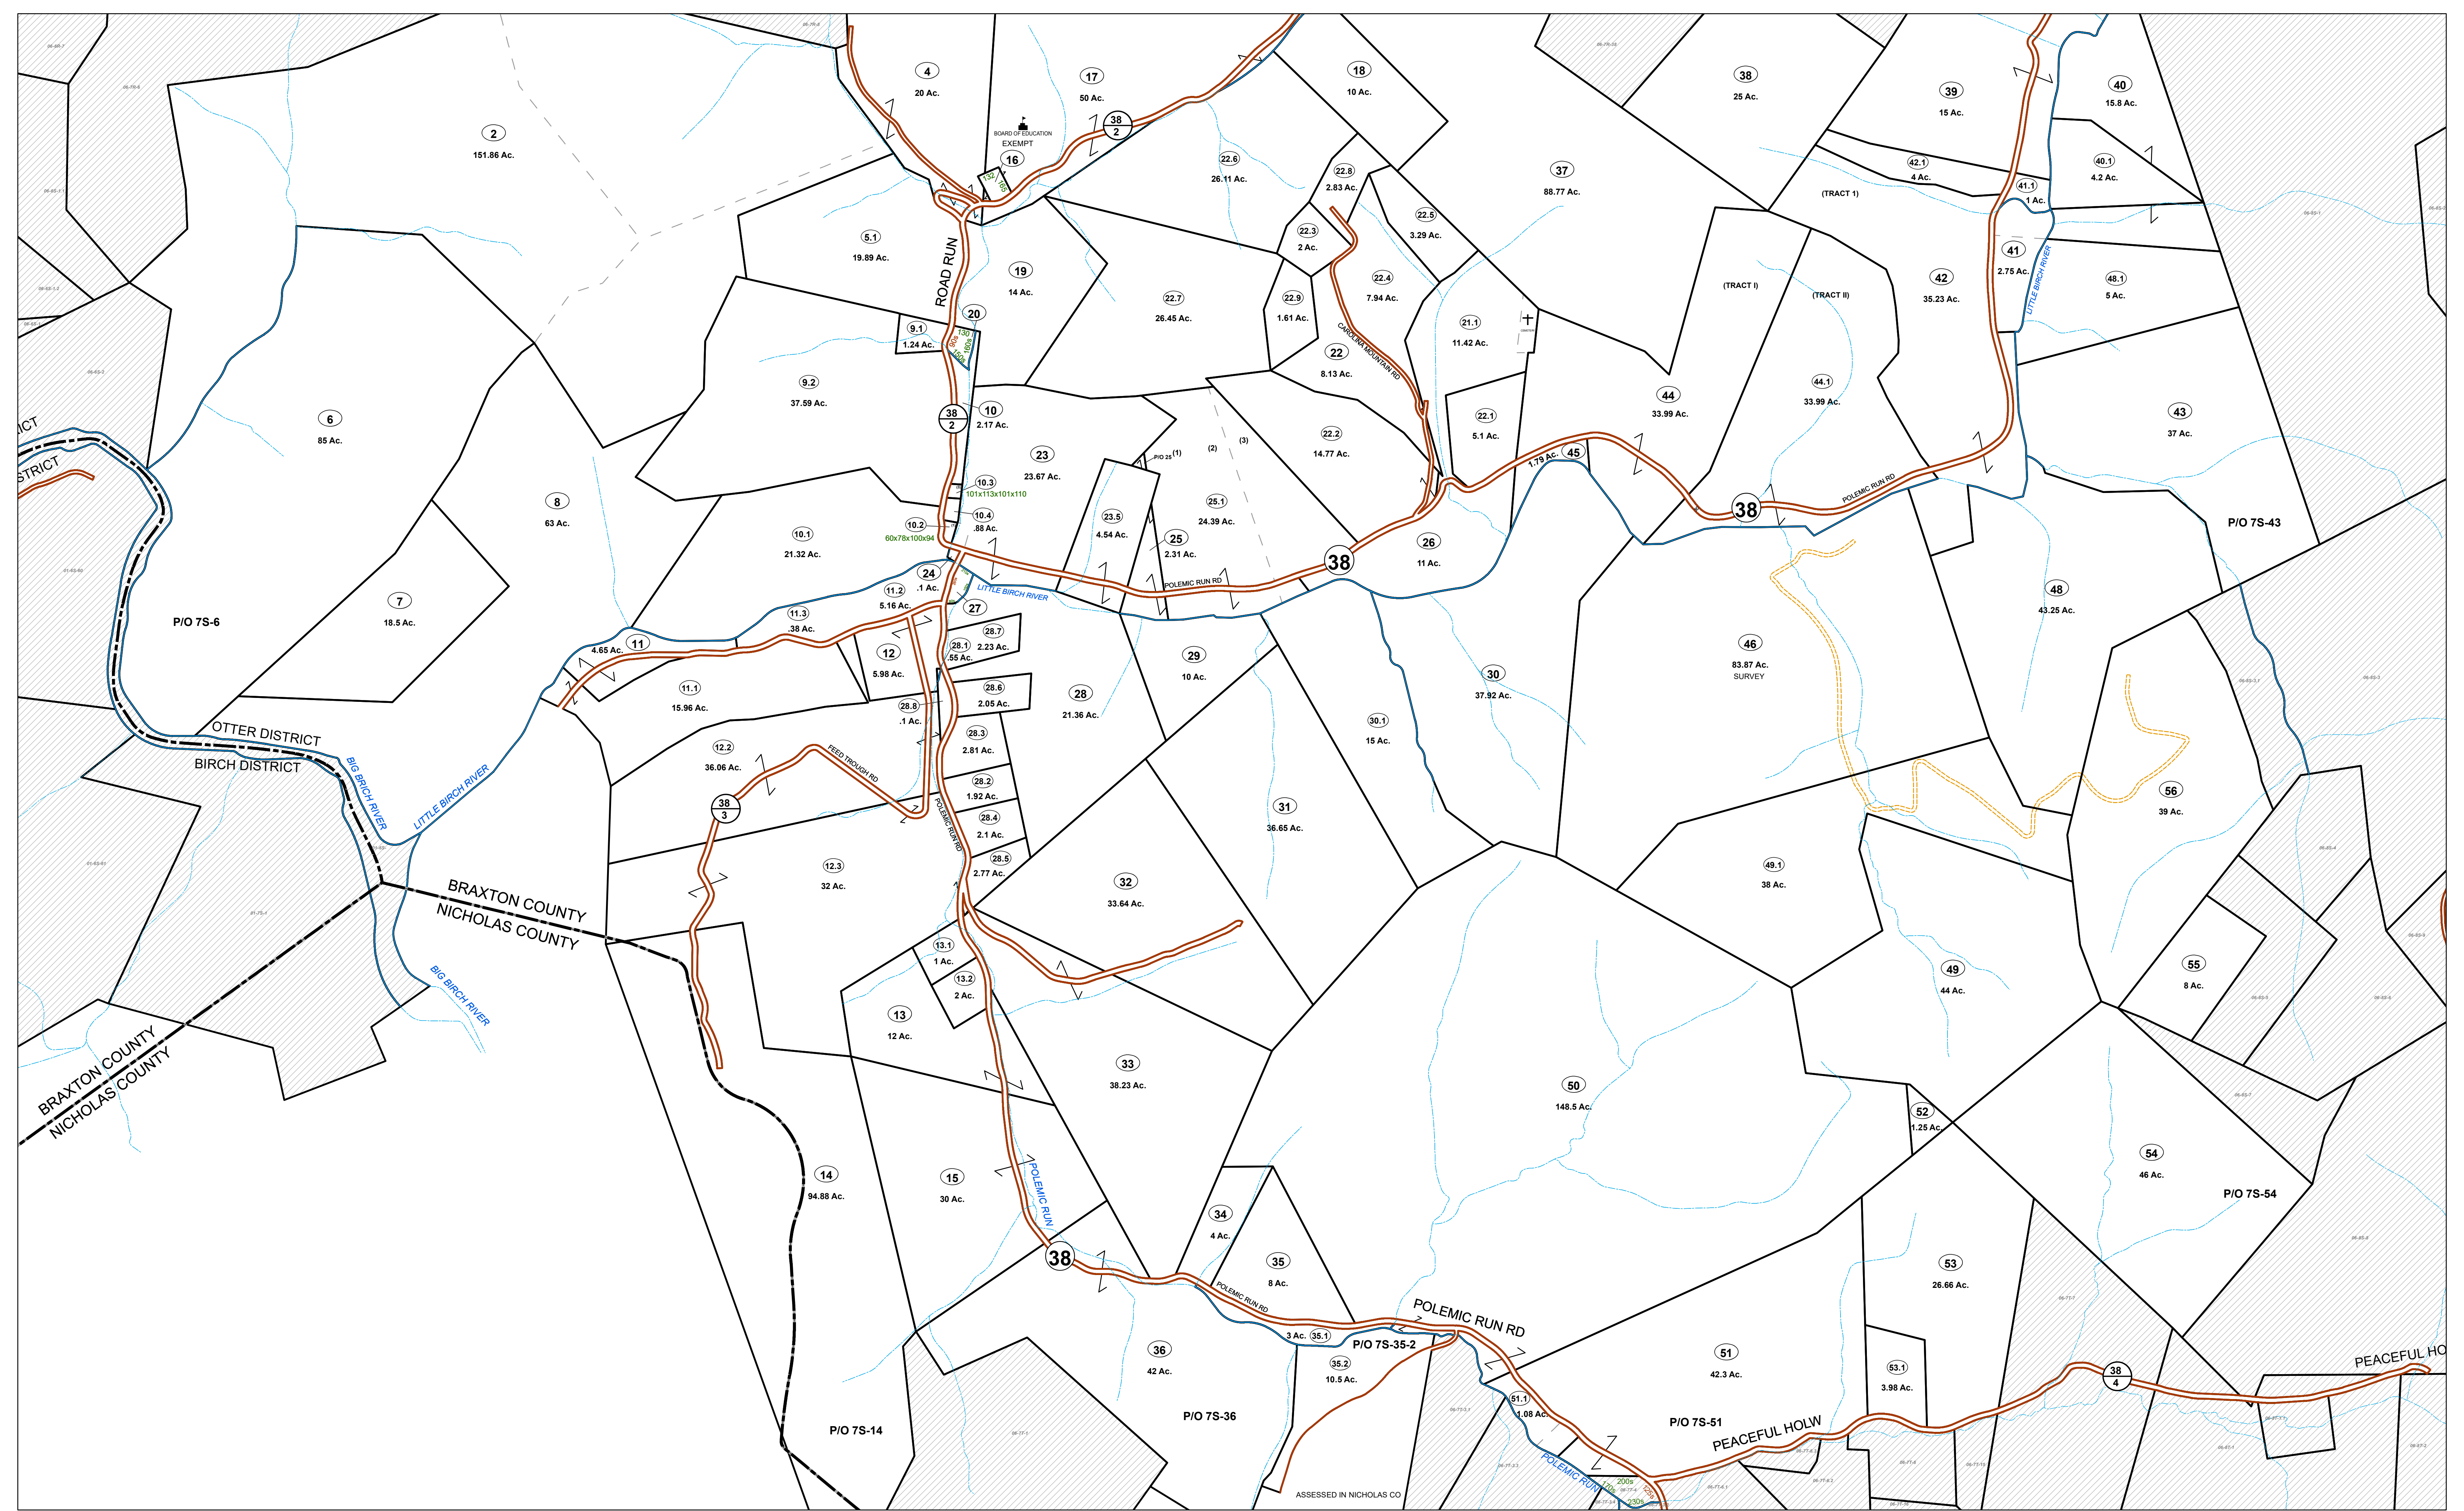 2
151.86 Ac.
4
20 Ac.
17
50 Ac.
38
2
BOARD OF EDUCATION
EXEMPT
16
132
165
18
10 Ac.
38
25 Ac.
39
15 Ac.
40
15.8 Ac.
40.1
4.2 Ac.
42.1
4 Ac.
41.1
1 Ac.
(TRACT 1)
22.6
26.11 Ac.
22.8
2.83 Ac.
37
88.77 Ac.
22.5
3.29 Ac.
22.3
2 Ac.
5.1
19.89 Ac.
ROAD RUN
19
14 Ac.
22.7
26.45 Ac.
22.9
1.61 Ac.
22.4
7.94 Ac.
41
2.75 Ac.
LITTLE BIRCH RIVER
42
35.23 Ac.
48.1
5 Ac.
(TRACT I)
(TRACT II)
20
130
90s
150s
160s
9.1
1.24 Ac.
21.1
11.42 Ac.
22
8.13 Ac.
CAROLINA MOUNTAIN RD
9.2
37.59 Ac.
38
2
10
2.17 Ac.
44
33.99 Ac.
44.1
33.99 Ac.
43
37 Ac.
22.1
5.1 Ac.
22.2
14.77 Ac.
6
85 Ac.
DISTRICT
23
23.67 Ac.
P/O 25
(1)
(2)
(3)
1.79 Ac.
45
8
63 Ac.
10.3
101x113x101x110
10.4
.88 Ac.
10.2
60x78x100x94
10.1
21.32 Ac.
23.5
4.54 Ac.
25.1
24.39 Ac.
25
2.31 Ac.
38
26
11 Ac.
38
POLEMIC RUN RD
P/O 7S-43
24
.1 Ac.
27
LITTLE BIRCH RIVER
POLEMIC RUN RD
7
18.5 Ac.
P/O 7S-6
11.2
5.16 Ac.
11.3
.38 Ac.
11
4.65 Ac.
12
5.98 Ac.
28.7
2.23 Ac.
28.1
.55 Ac.
48
43.25 Ac.
46
83.87 Ac.
SURVEY
29
10 Ac.
30
37.92 Ac.
11.1
15.96 Ac.
28.6
2.05 Ac.
28.8
.1 Ac.
28
21.36 Ac.
30.1
15 Ac.
OTTER DISTRICT
BIRCH DISTRICT
BIG BRICH RIVER
LITTLE BIRCH RIVER
12.2
36.06 Ac.
FEED TROUGH RD
28.3
2.81 Ac.
28.2
1.92 Ac.
28.4
2.1 Ac.
28.5
2.77 Ac.
POLEMIC RUN RD
38
3
31
36.65 Ac.
56
39 Ac.
12.3
32 Ac.
32
33.64 Ac.
49.1
38 Ac.
BRAXTON COUNTY
NICHOLAS COUNTY
BIG BIRCH RIVER
13.1
1 Ac.
13.2
2 Ac.
13
12 Ac.
49
44 Ac.
55
8 Ac.
BRAXTON COUNTY
NICHOLAS COUNTY
33
38.23 Ac.
50
148.5 Ac.
52
1.25 Ac.
54
46 Ac.
P/O 7S-54
14
94.88 Ac.
15
30 Ac.
POLEMIC RUN
34
4 Ac.
35
8 Ac.
38
POLEMIC RUN RD
53
26.66 Ac.
POLEMIC RUN RD
3 Ac.
35.1
P/O 7S-35-2
35.2
10.5 Ac.
36
42 Ac.
51
42.3 Ac.
53.1
3.98 Ac.
38
4
PEACEFUL HO
51.1
1.08 Ac.
P/O 7S-14
P/O 7S-36
P/O 7S-51
PEACEFUL HOLW
POLEMIC RUN
200s
125s
230s
ASSESSED IN NICHOLAS CO